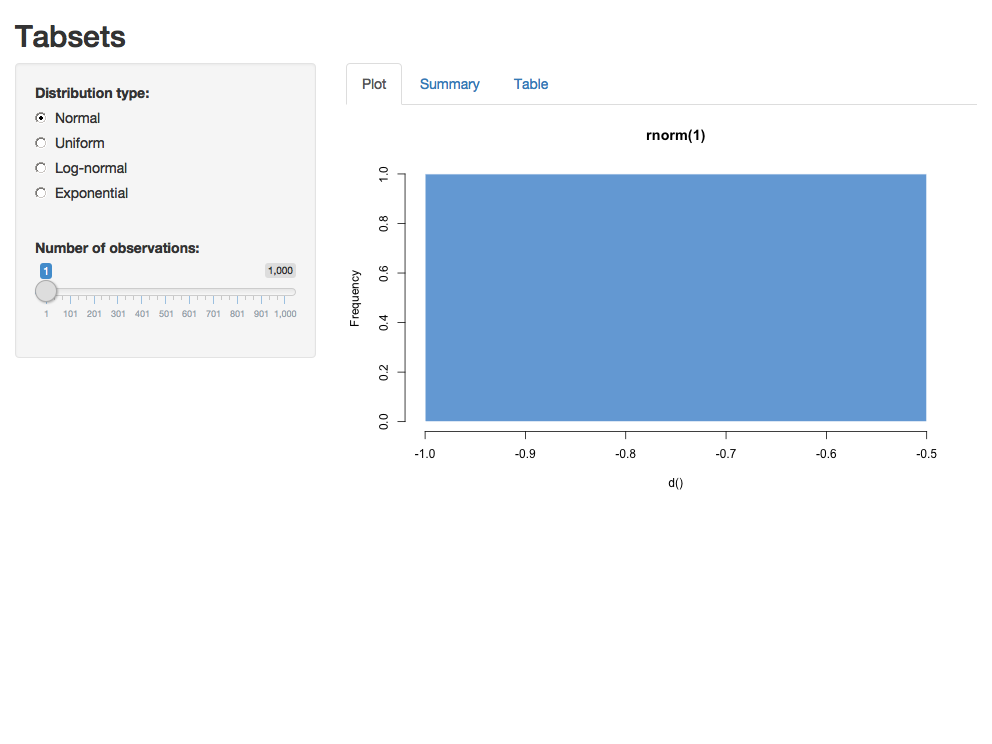 Tabsets
Distribution type:
Normal
Uniform
Log-normal
Exponential
Number of observations:
1 1,000
1 101 201 301 401 501 601 701 801 901 1,000
Plot Summary Table
rnorm(1)
Frequency
1.0
0.8
0.6
0.4
0.2
0.0
-1.0 -0.9 -0.8 -0.7 -0.6 -0.5
d()